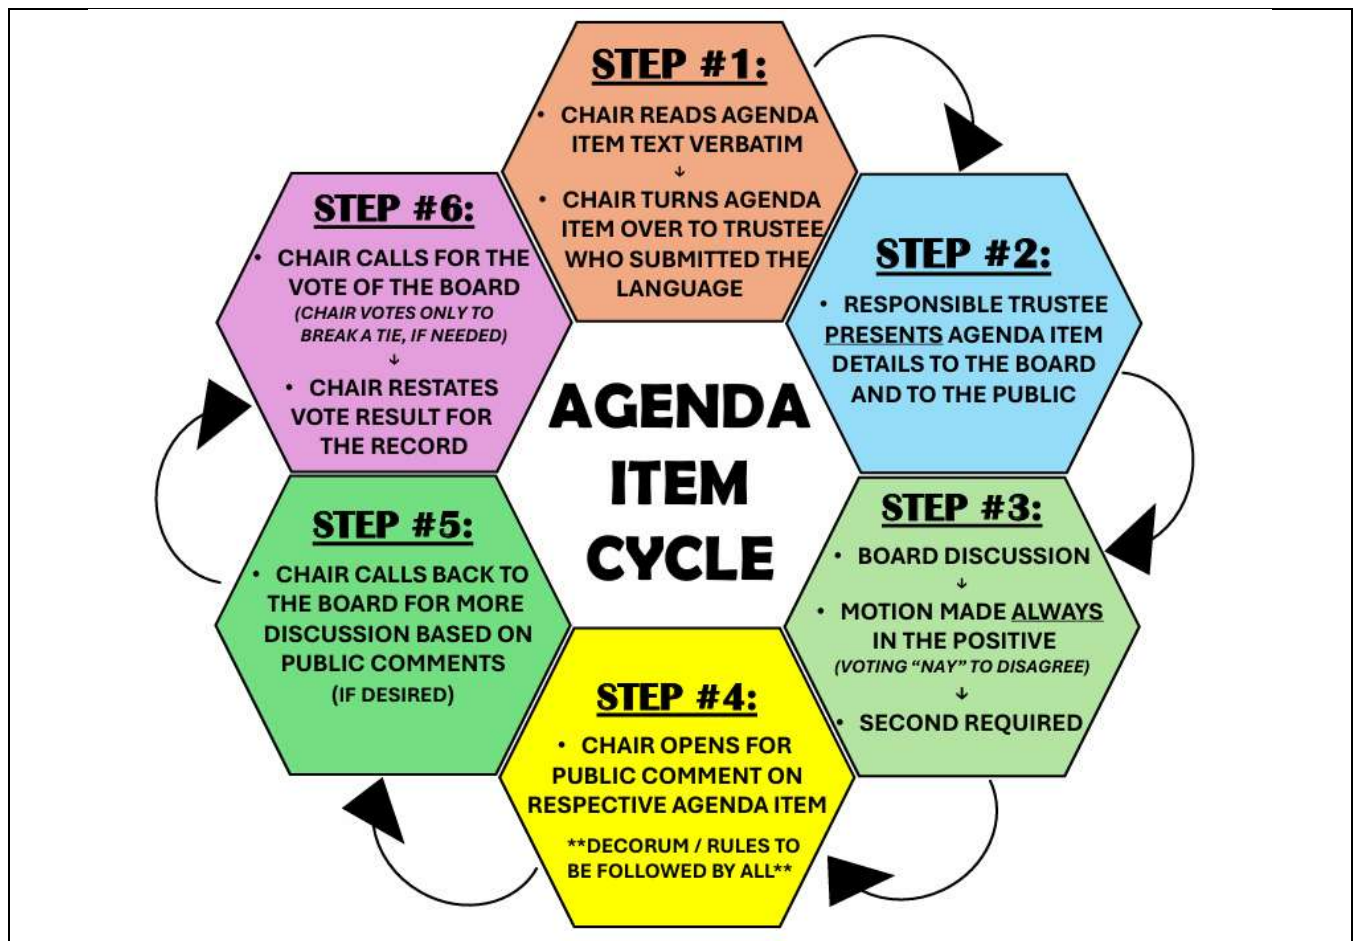 STEP #1:
• CHAIR READS AGENDA
ITEM TEXT VERBATIM
↓
• CHAIR TURNS AGENDA
ITEM OVER TO TRUSTEE
WHO SUBMITTED THE
LANGUAGE
STEP #2:
• RESPONSIBLE TRUSTEE
PRESENTS AGENDA ITEM
DETAILS TO THE BOARD
AND TO THE PUBLIC
STEP #3:
• BOARD DISCUSSION
↓
• MOTION MADE ALWAYS
IN THE POSITIVE
(VOTING “NAY” TO DISAGREE)
↓
• SECOND REQUIRED
STEP #4:
• CHAIR OPENS FOR
PUBLIC COMMENT ON
RESPECTIVE AGENDA ITEM
**DECORUM / RULES TO
BE FOLLOWED BY ALL**
STEP #5:
• CHAIR CALLS BACK TO
THE BOARD FOR MORE
DISCUSSION BASED ON
PUBLIC COMMENTS
(IF DESIRED)
STEP #6:
• CHAIR CALLS FOR THE
VOTE OF THE BOARD
(CHAIR VOTES ONLY TO
BREAK A TIE, IF NEEDED)
↓
• CHAIR RESTATES
VOTE RESULT FOR
THE RECORD
AGENDA
ITEM
CYCLE